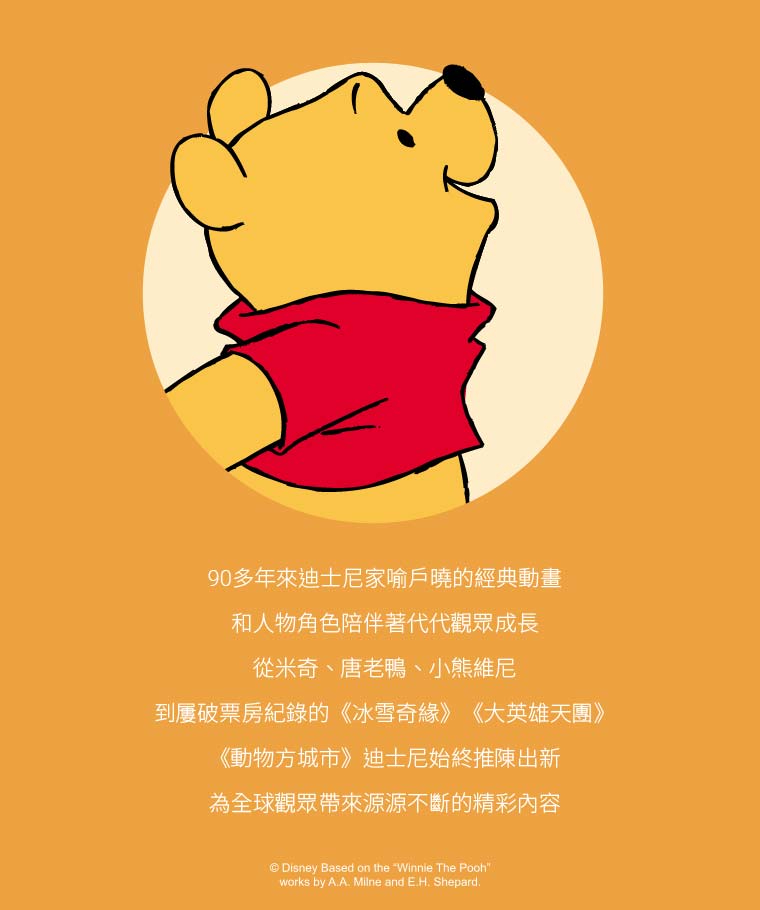 90多年來迪士尼家喻戶曉的經典動畫
和人物角色陪伴著代代觀眾成長
從米奇、唐老鴨、小熊維尼
到屢破票房紀錄的《冰雪奇緣》《大英雄天團》
《動物方城市》迪士尼始終推陳出新
為全球觀眾帶來源源不斷的精彩內容
© Disney Based on the “Winnie The Pooh”
works by A.A. Milne and E.H. Shepard.